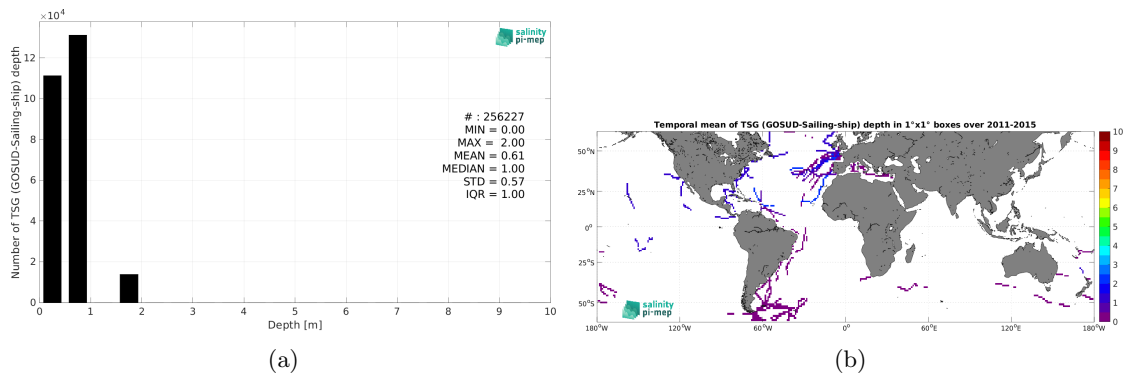 ×10⁴
salinity
pi-mep
12
10
8
6
4
2
0
Number of TSG (GOSUD-Sailing-ship) depth
# : 256227
MIN = 0.00
MAX = 2.00
MEAN = 0.61
MEDIAN = 1.00
STD = 0.57
IQR = 1.00
0 1 2 3 4 5 6 7 8 9 10
Depth [m]
(a)
Temporal mean of TSG (GOSUD-Sailing-ship) depth in 1°x1° boxes over 2011-2015
50°N
25°N
0°
25°S
50°S
salinity
pi-mep
180°W 120°W 60°W 0° 60°E 120°E 180°W
10
9
8
7
6
5
4
3
2
1
0
(b)